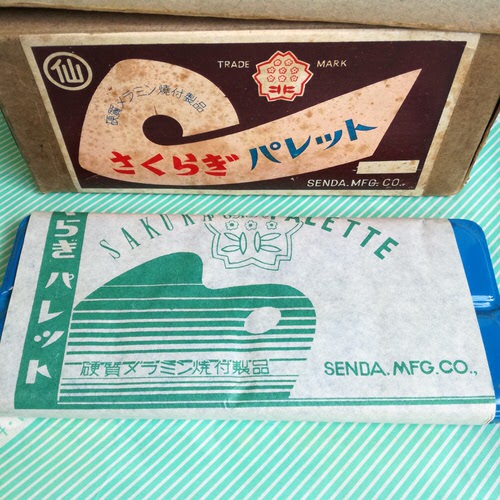 仙
TRADE MARK
硬質メラミン焼付製品
さくらぎパレット
SENDA.MFG.CO.,
らぎパレット
SAKURA PALETTE
硬質メラミン焼付製品
SENDA.MFG.CO.,